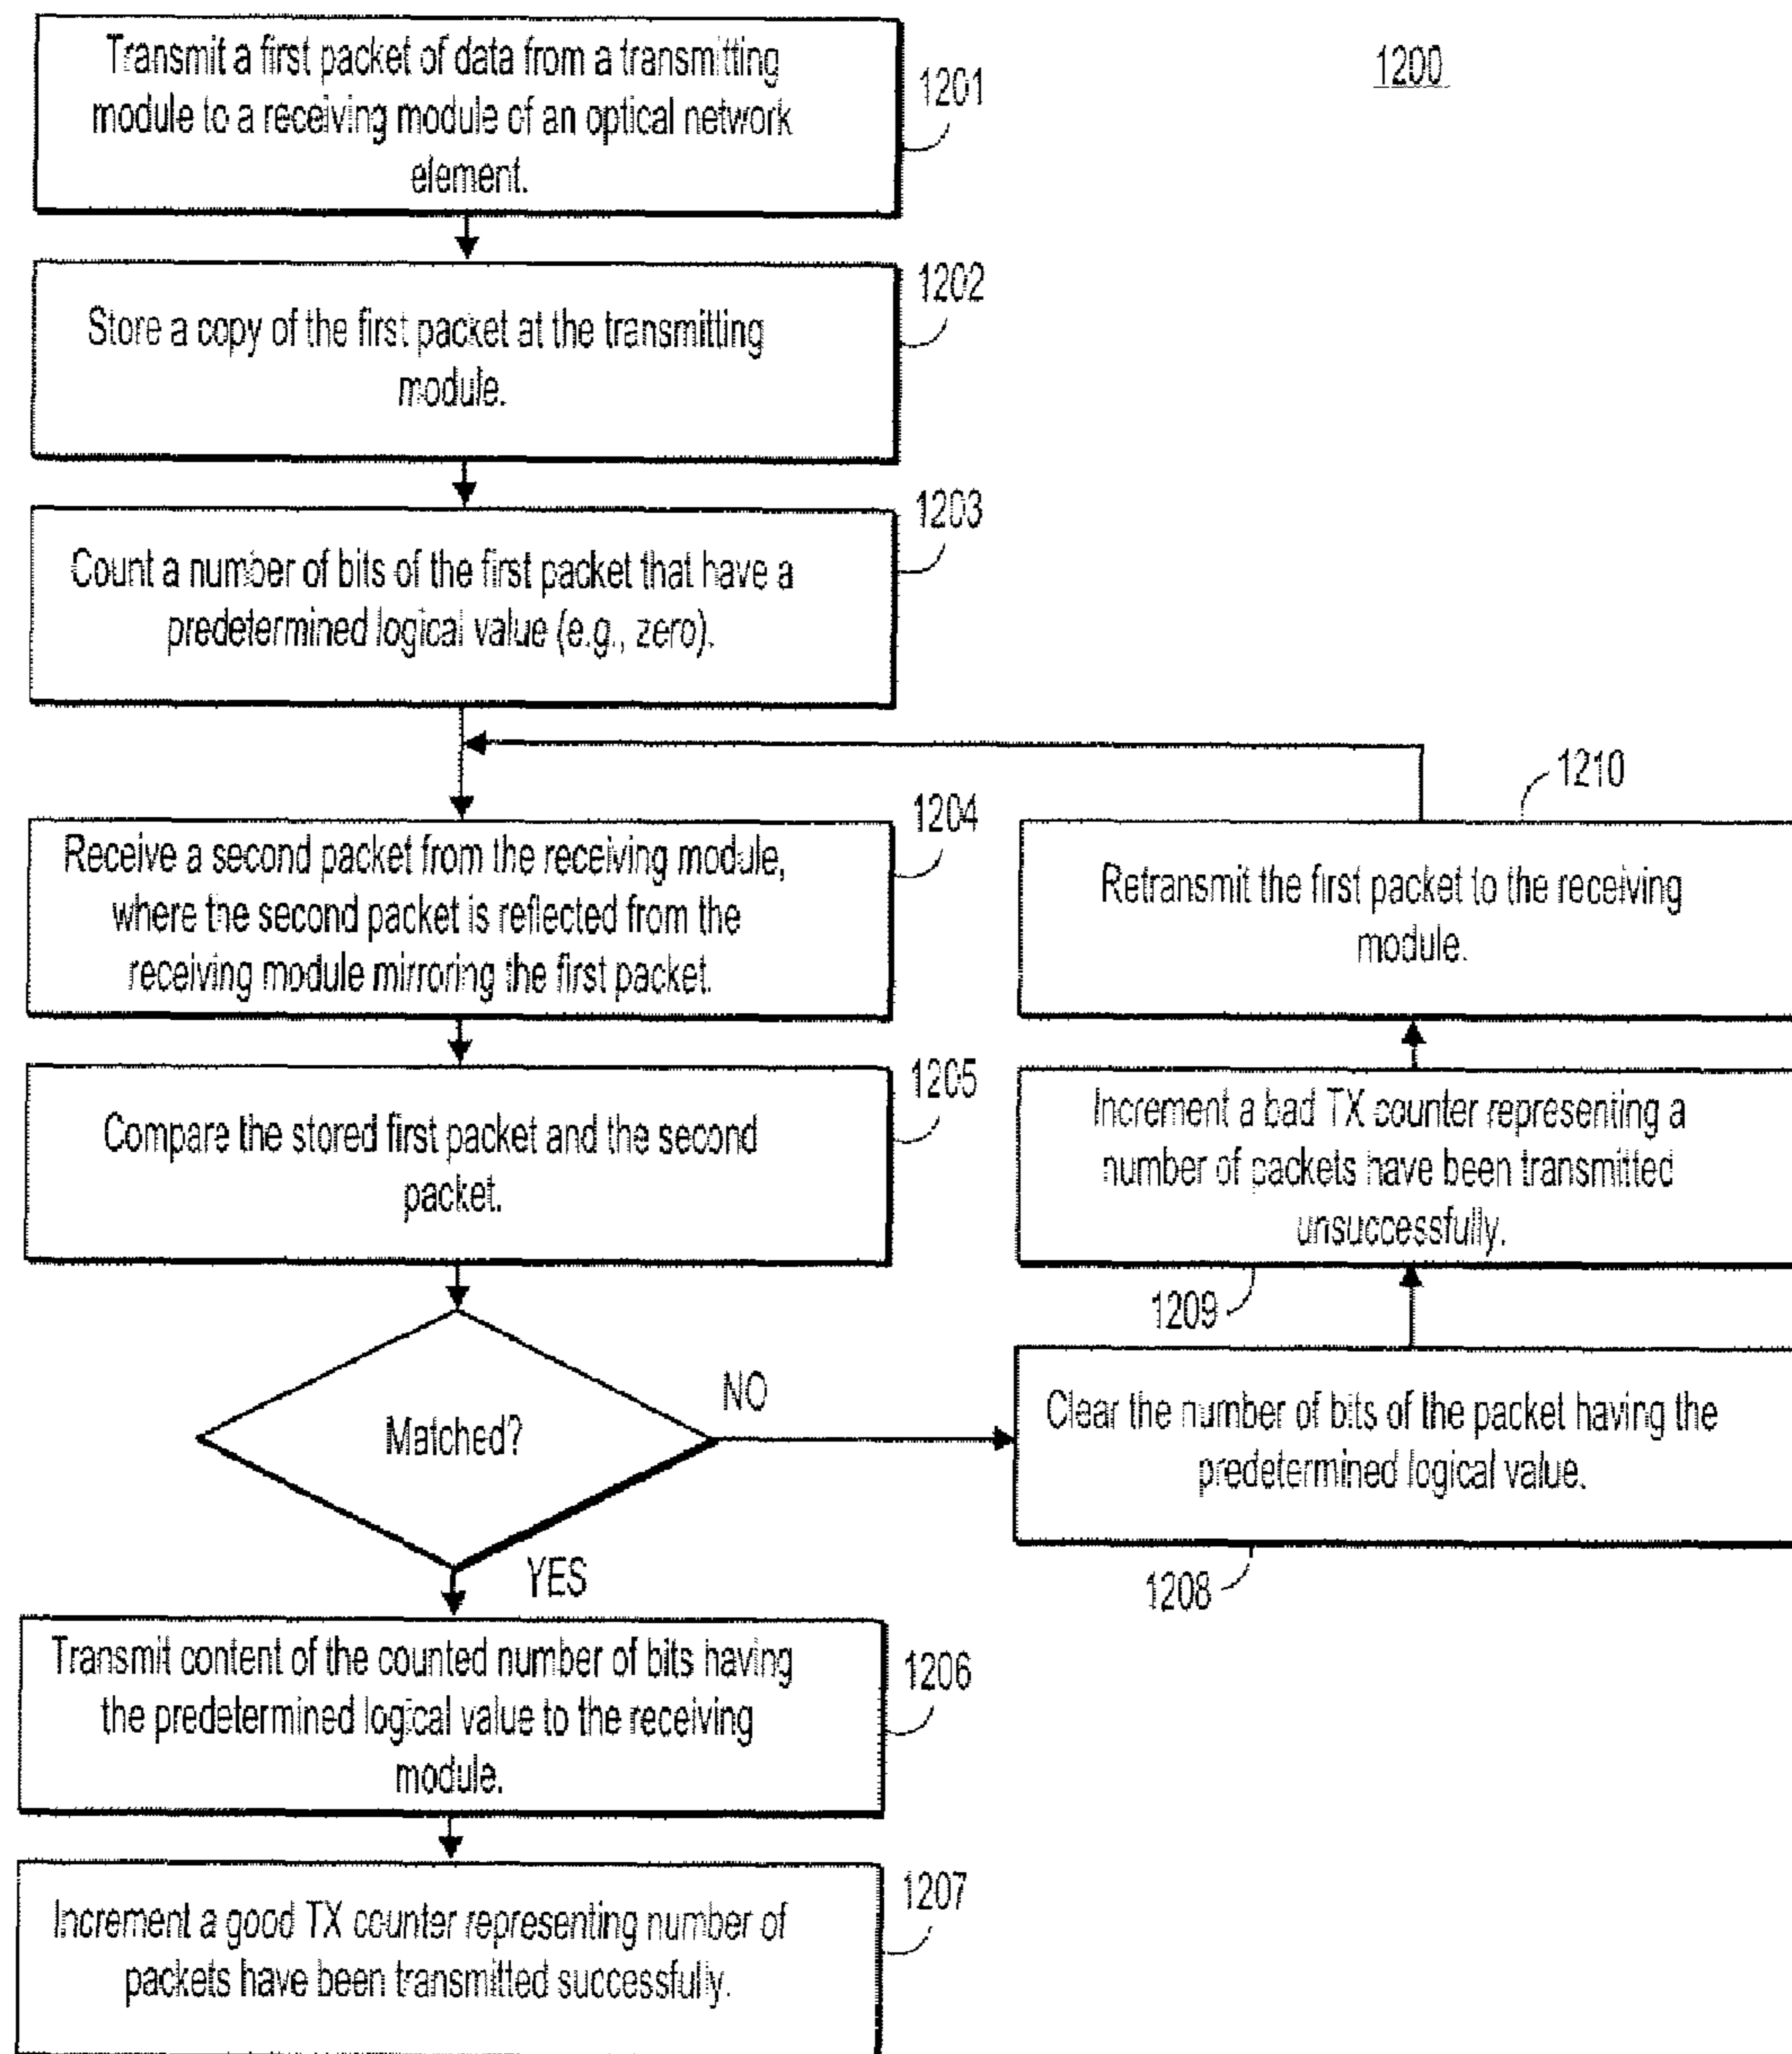 1200
Transmit a first packet of data from a transmitting
module to a receiving module of an optical network
element.
1201
Store a copy of the first packet at the transmitting
module.
1202
Count a number of bits of the first packet that have a
predetermined logical value (e.g., zero).
1203
Receive a second packet from the receiving module,
where the second packet is reflected from the
receiving module mirroring the first packet.
1204
Compare the stored first packet and the second
packet.
1205
Matched?
NO
YES
Transmit content of the counted number of bits having
the predetermined logical value to the receiving
module.
1206
Increment a good TX counter representing number of
packets have been transmitted successfully.
1207
Clear the number of bits of the packet having the
predetermined logical value.
1208
Increment a bad TX counter representing a
number of packets have been transmitted
unsuccessfully.
1209
Retransmit the first packet to the receiving
module.
1210